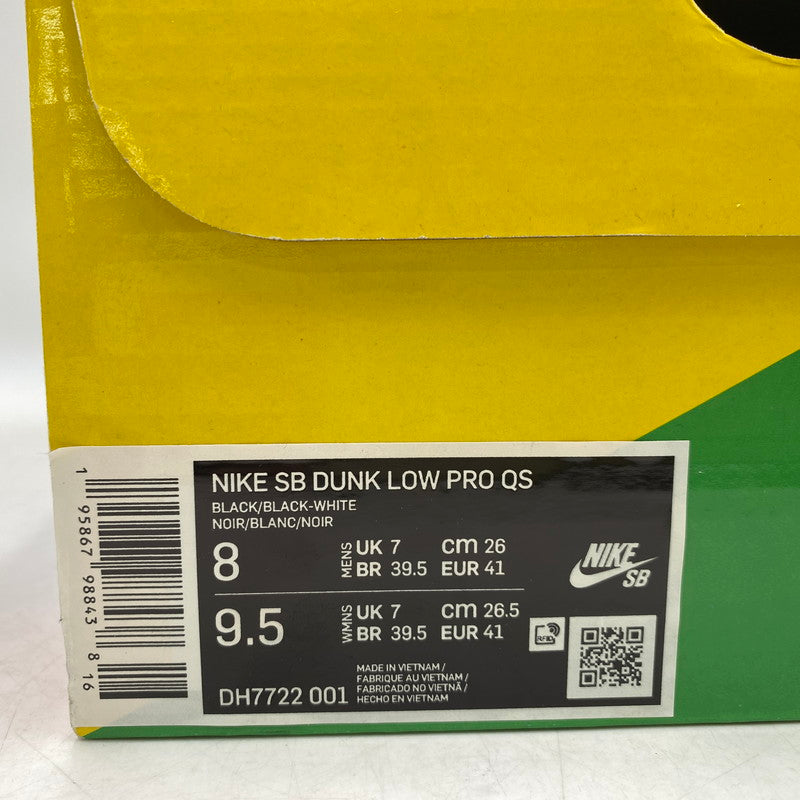 NIKE SB DUNK LOW PRO QS
BLACK/BLACK-WHITE
NOIR/BLANC/NOIR
8 MENS UK 7 cm 26
BR 39.5 EUR 41
NIKE
SB
9.5 WMNS UK 7 cm 26.5
BR 39.5 EUR 41
RFID
DH7722 001
MADE IN VIETNAM /
FABRIQUE AU VIETNAM /
FABRICADO NO VIETNÃ /
HECHO EN VIETNAM
1 95867 98843 8 16